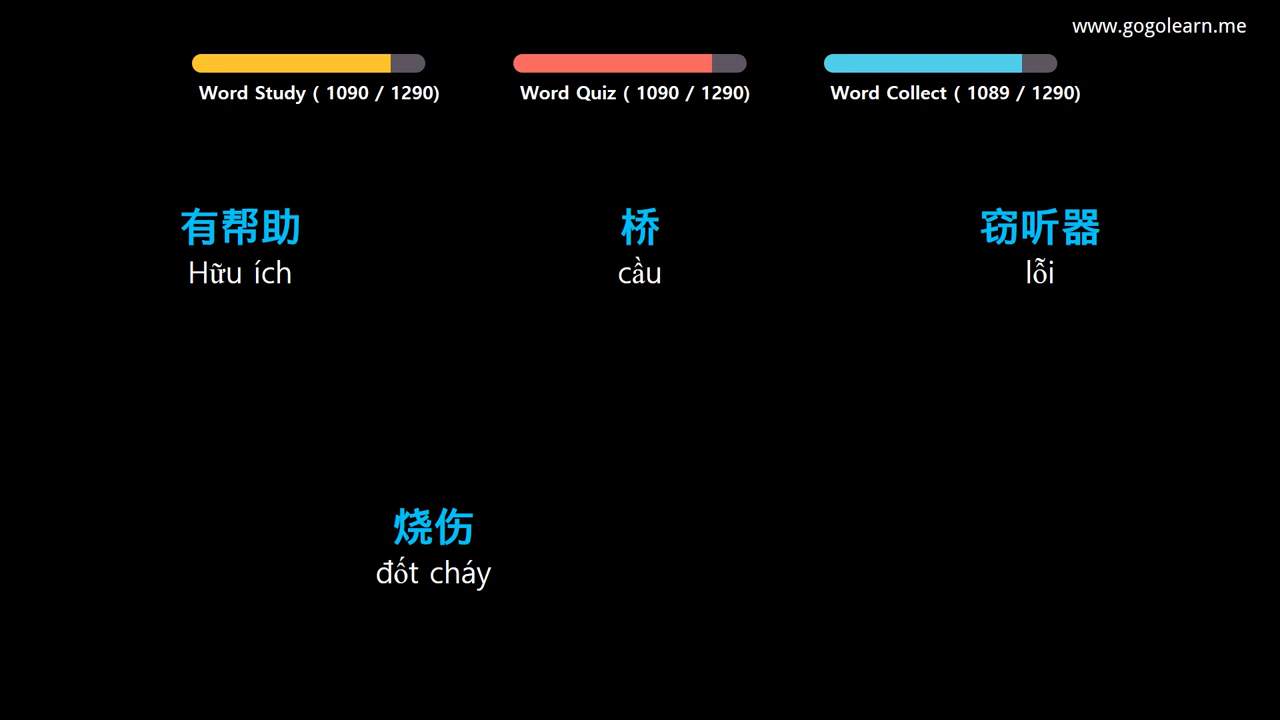 www.gogolearn.me
Word Study ( 1090 / 1290)
Word Quiz ( 1090 / 1290)
Word Collect ( 1089 / 1290)
有帮助
Hữu ích
桥
cầu
窃听器
lỗi
烧伤
đốt cháy